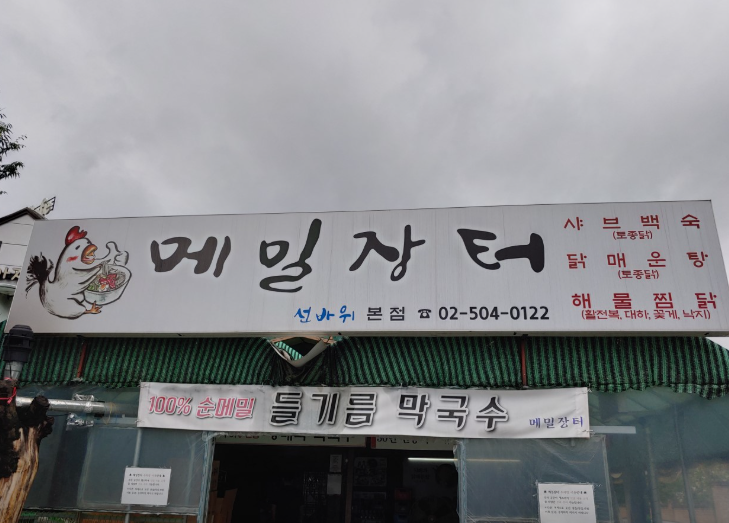 메밀장터
선바위 본점 ☎ 02-504-0122
샤브백숙
(토종닭)
닭매운탕
(토종닭)
해물찜닭
(활전복, 대하, 꽃게, 낙지)
100% 순메밀 들기름 막국수 메밀장터